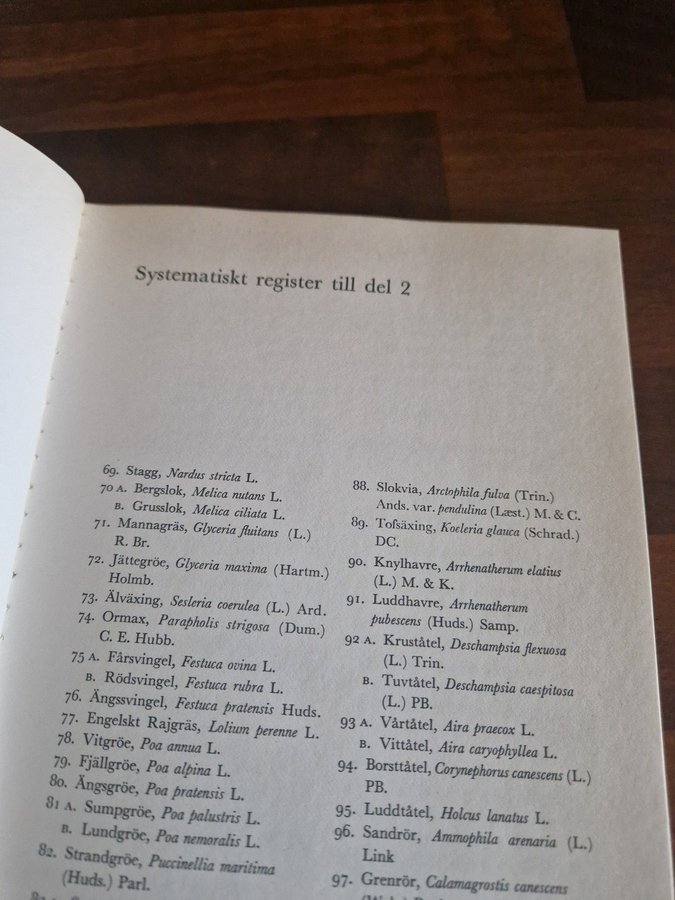 Systematiskt register till del 2
69. Stagg, Nardus stricta L.
70 A. Bergslok, Melica nutans L.
B. Grusslok, Melica ciliata L.
71. Mannagräs, Glyceria fluitans (L.)
R. Br.
72. Jättegröe, Glyceria maxima (Hartm.)
Holmb.
73. Älväxing, Sesleria coerulea (L.) Ard.
74. Ormax, Parapholis strigosa (Dum.)
C. E. Hubb.
75 A. Fårsvingel, Festuca ovina L.
B. Rödsvingel, Festuca rubra L.
76. Ängssvingel, Festuca pratensis Huds.
77. Engelskt Rajgräs, Lolium perenne L.
78. Vitgröe, Poa annua L.
79. Fjällgröe, Poa alpina L.
80. Ängsgröe, Poa pratensis L.
81 A. Sumpgröe, Poa palustris L.
B. Lundgröe, Poa nemoralis L.
82. Strandgröe, Puccinellia maritima
(Huds.) Parl.
88. Slokvia, Arctophila fulva (Trin.)
Ands. var. pendulina (Læst.) M. & C.
89. Tofsäxing, Koeleria glauca (Schrad.)
DC.
90. Knylhavre, Arrhenatherum elatius
(L.) M. & K.
91. Luddhavre, Arrhenatherum
pubescens (Huds.) Samp.
92 A. Kruståtel, Deschampsia flexuosa
(L.) Trin.
B. Tuvtåtel, Deschampsia caespitosa
(L.) PB.
93 A. Vårtåtel, Aira praecox L.
B. Vittåtel, Aira caryophyllea L.
94. Borsttåtel, Corynephorus canescens (L.)
PB.
95. Luddtåtel, Holcus lanatus L.
96. Sandrör, Ammophila arenaria (L.)
Link
97. Grenrör, Calamagrostis canescens